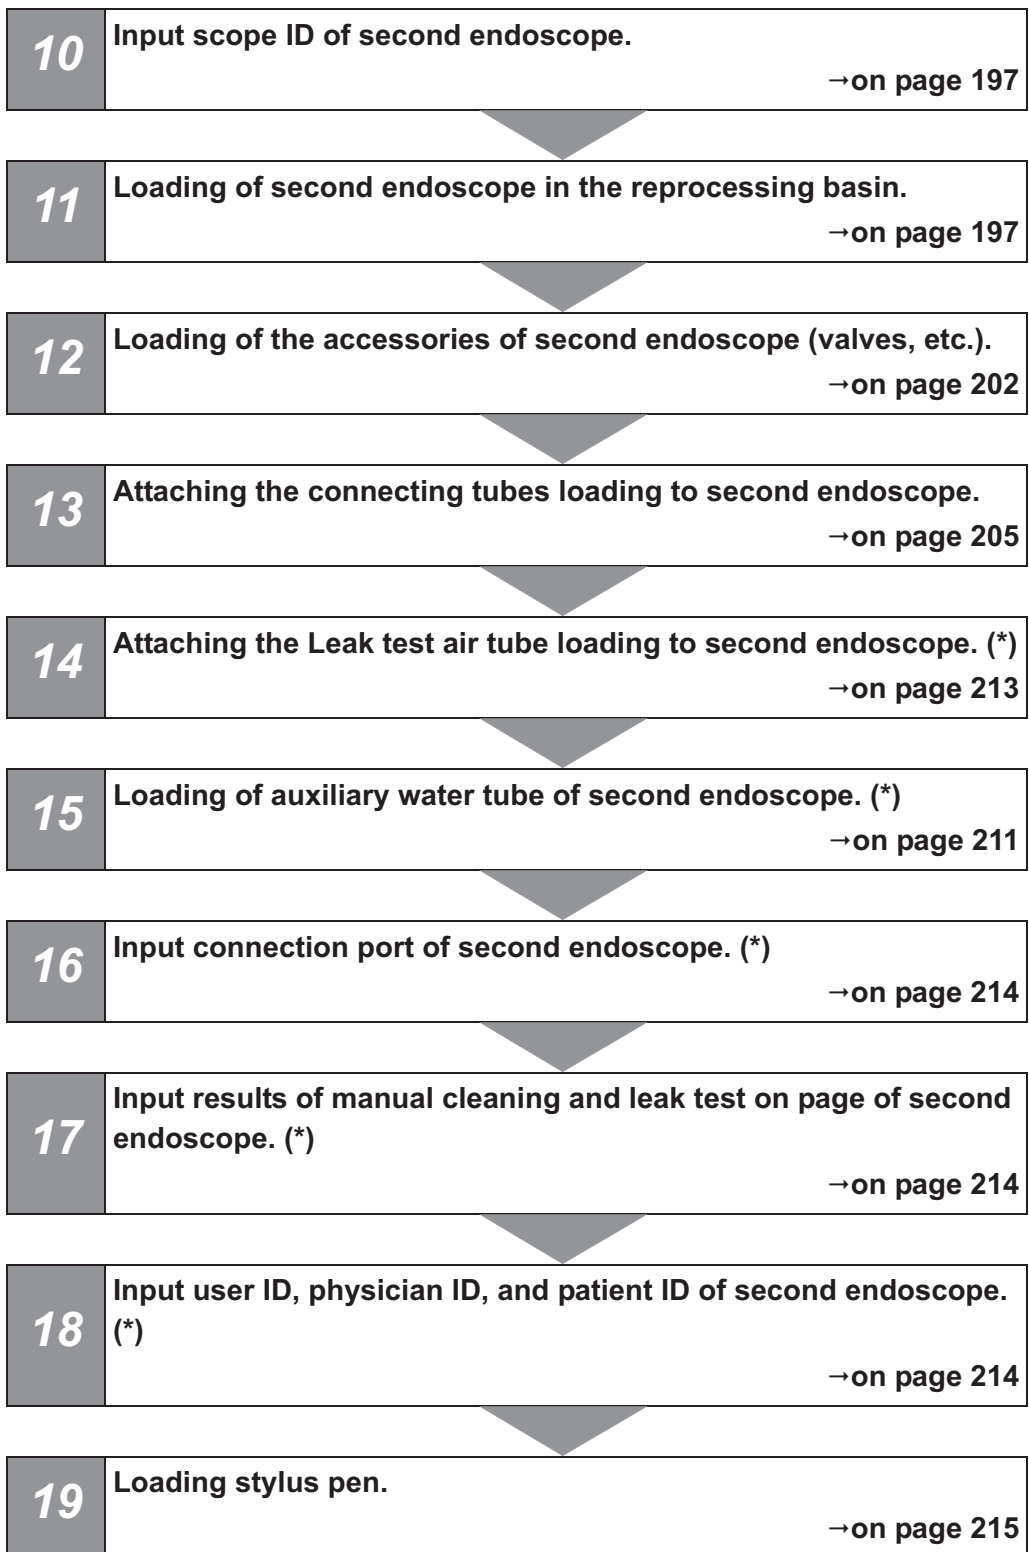 10
Input scope ID of second endoscope.
→on page 197
11
Loading of second endoscope in the reprocessing basin.
→on page 197
12
Loading of the accessories of second endoscope (valves, etc.).
→on page 202
13
Attaching the connecting tubes loading to second endoscope.
→on page 205
14
Attaching the Leak test air tube loading to second endoscope. (*)
→on page 213
15
Loading of auxiliary water tube of second endoscope. (*)
→on page 211
16
Input connection port of second endoscope. (*)
→on page 214
17
Input results of manual cleaning and leak test on page of second
endoscope. (*)
→on page 214
18
Input user ID, physician ID, and patient ID of second endoscope.
(*)
→on page 214
19
Loading stylus pen.
→on page 215